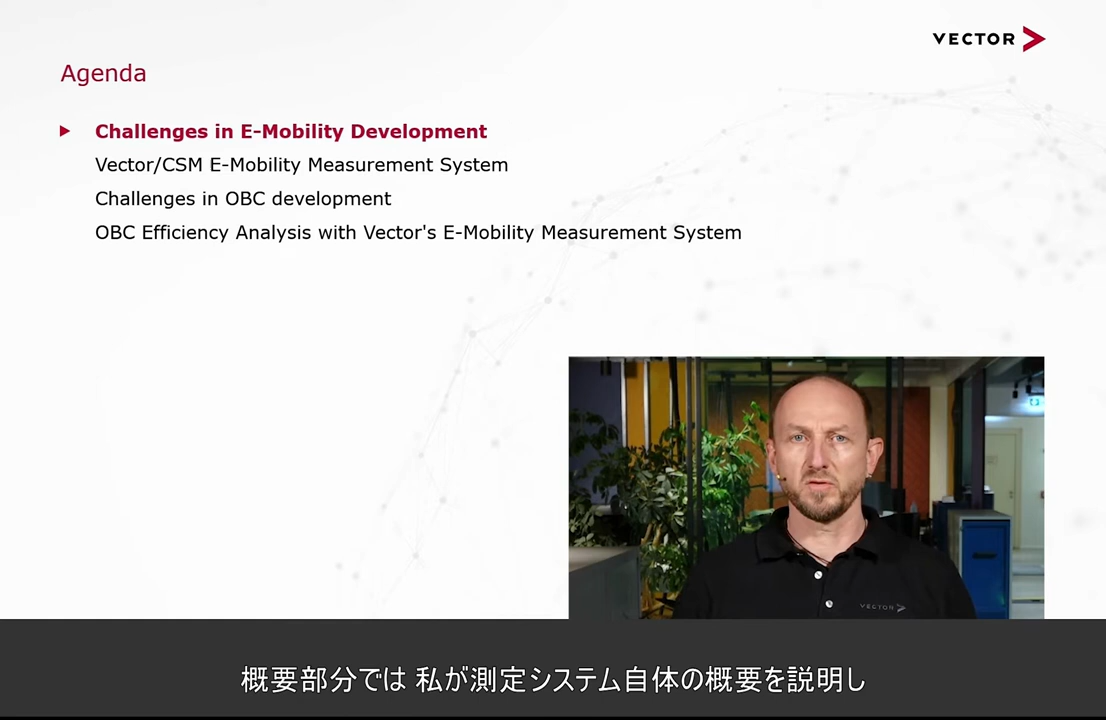 VECTOR
Agenda
Challenges in E-Mobility Development
Vector/CSM E-Mobility Measurement System
Challenges in OBC development
OBC Efficiency Analysis with Vector's E-Mobility Measurement System
VECTOR
概要部分では 私が測定システム自体の概要を説明し